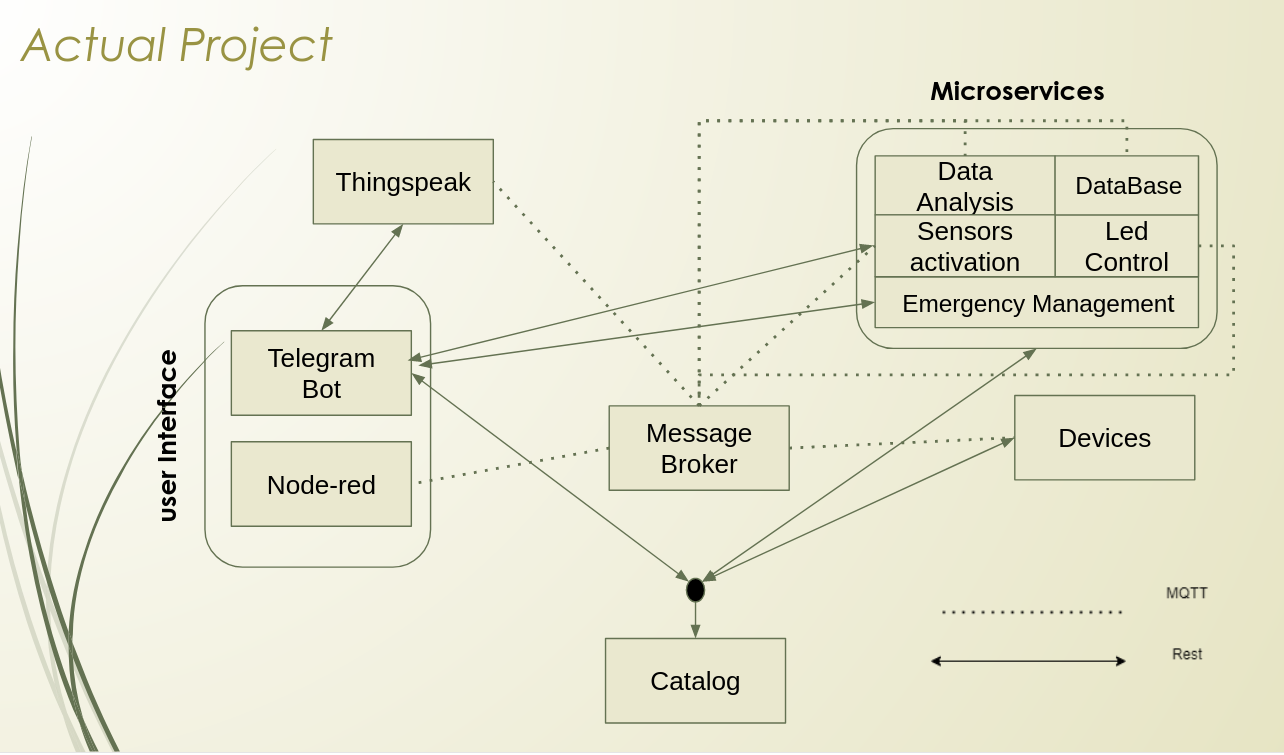 Actual Project
Microservices
Thingspeak
Data
Analysis
DataBase
Sensors
activation
Led
Control
Emergency Management
user Interface
Telegram
Bot
Node-red
Message
Broker
Devices
Catalog
MQTT
Rest